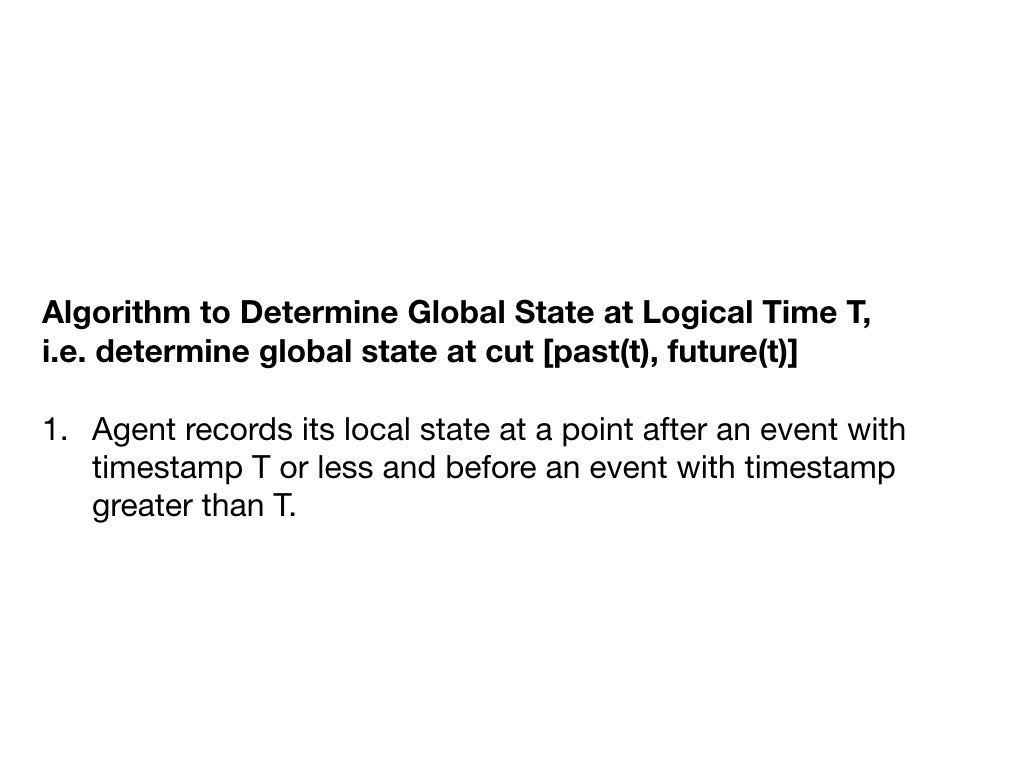 Algorithm to Determine Global State at Logical Time T,
i.e. determine global state at cut [past(t), future(t)]
1. Agent records its local state at a point after an event with
timestamp T or less and before an event with timestamp
greater than T.